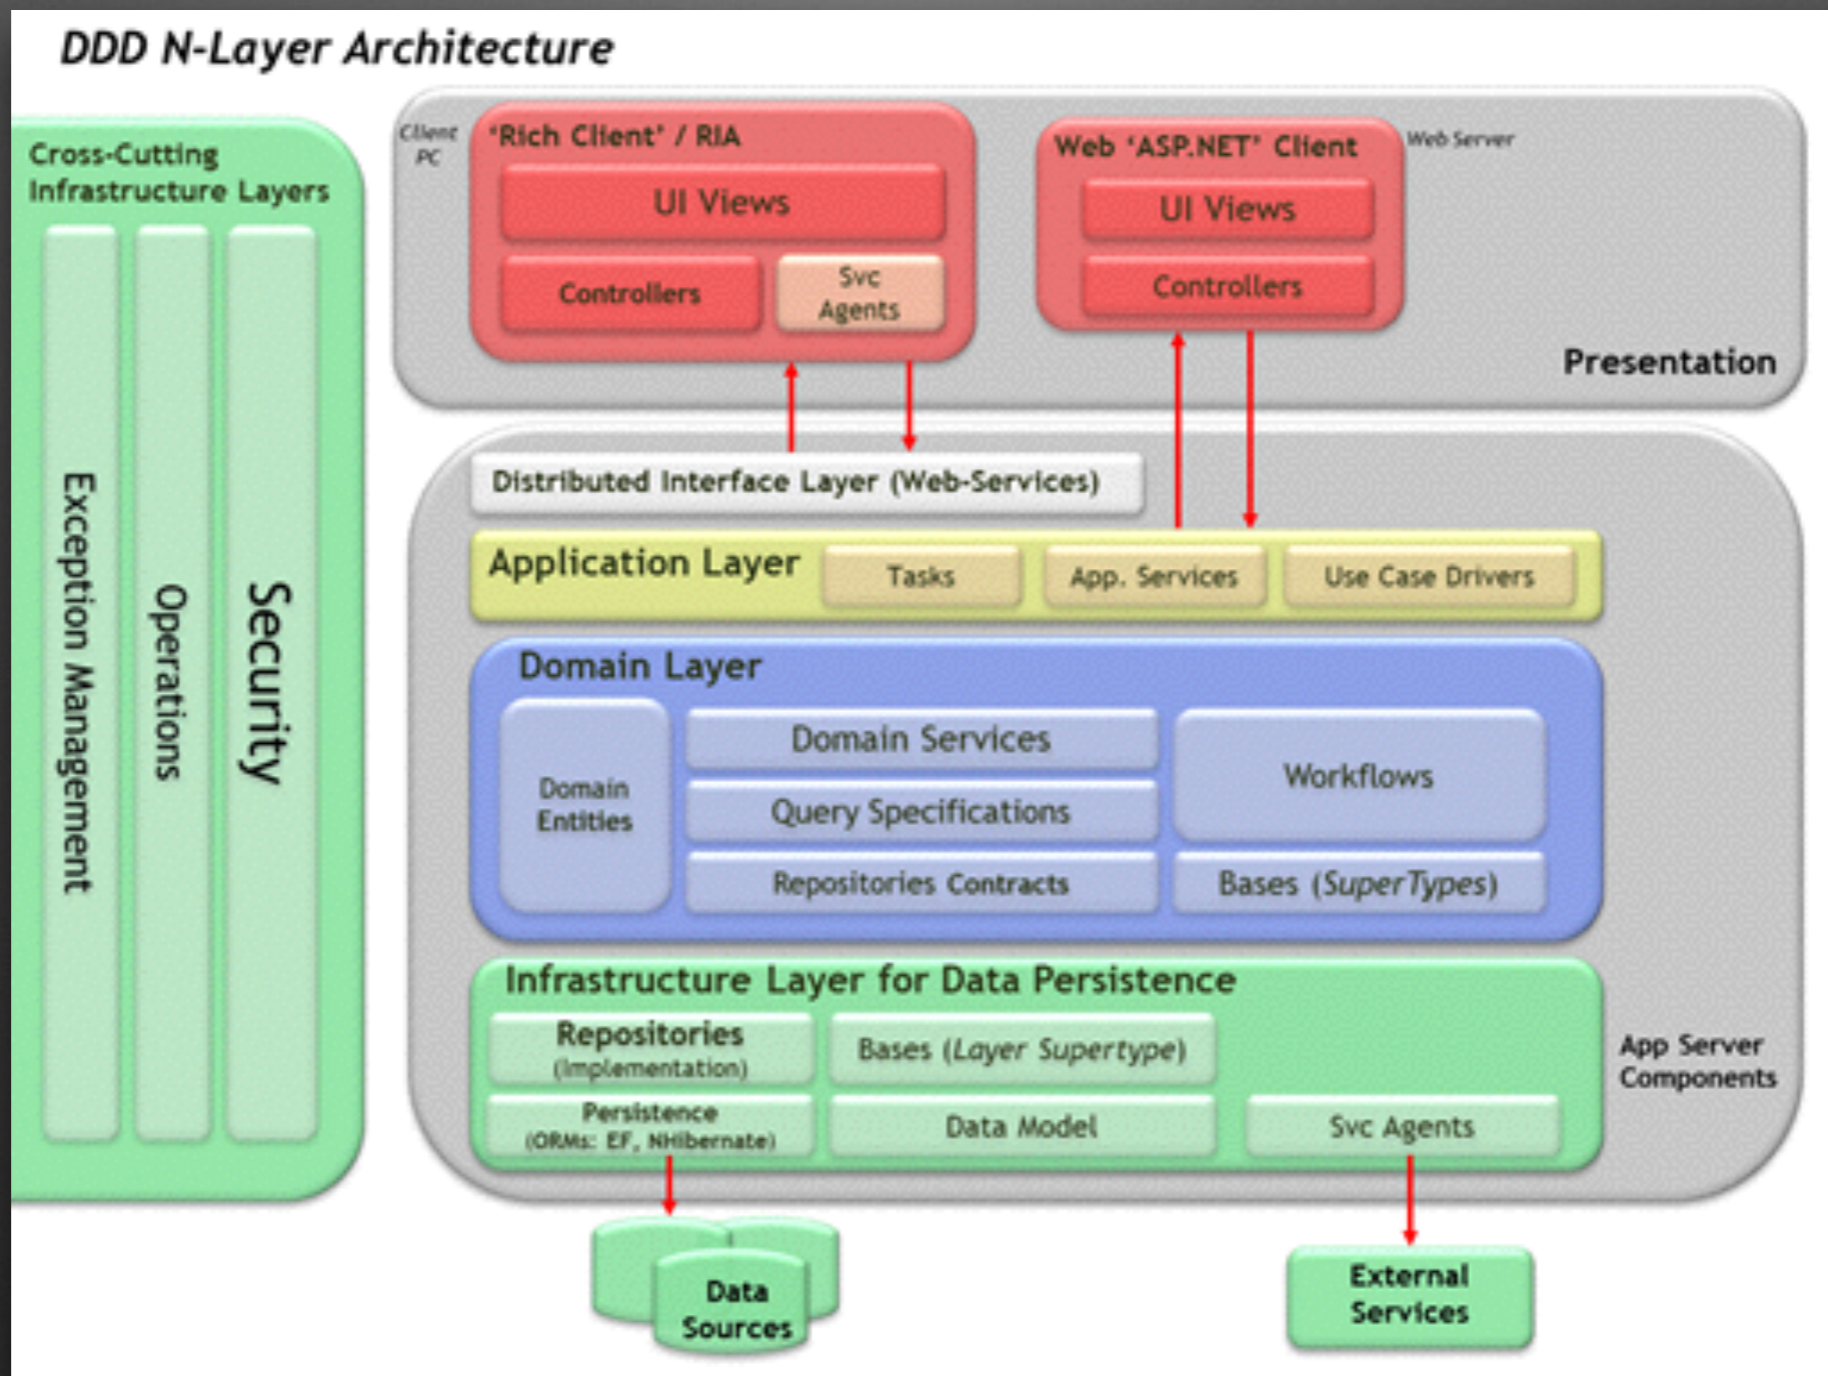 DDD N-Layer Architecture
Cross-Cutting
Infrastructure Layers
Exception Management
Operations
Security
Client
PC
'Rich Client' / RIA
UI Views
Controllers
Svc
Agents
Web 'ASP.NET' Client
UI Views
Controllers
Web Server
Presentation
Distributed Interface Layer (Web-Services)
Application Layer
Tasks
App. Services
Use Case Drivers
Domain Layer
Domain
Entities
Domain Services
Query Specifications
Repositories Contracts
Workflows
Bases (SuperTypes)
Infrastructure Layer for Data Persistence
Repositories
(Implementation)
Bases (Layer Supertype)
Persistence
(ORMs: EF, NHibernate)
Data Model
Svc Agents
App Server
Components
Data
Sources
External
Services